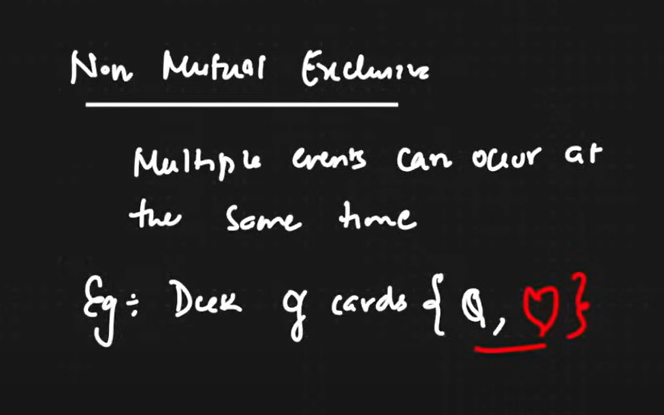 Non Mutual Exclusive
Multiple events can occur at
the same time
Eg:- Deck of cards { Q, ♡ }